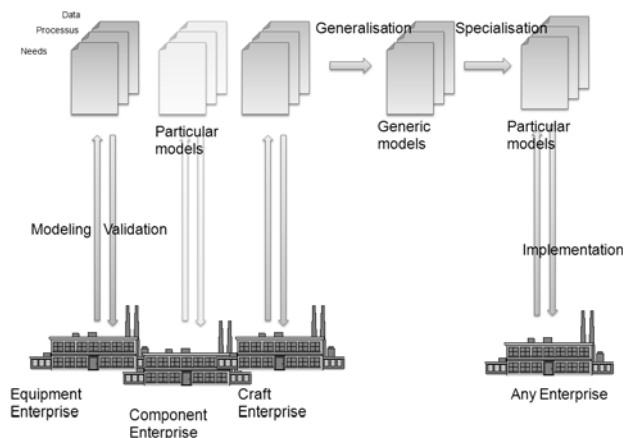 Data
Processus
Needs
Generalisation
Specialisation
Particular
models
Generic
models
Particular
models
Modeling
Validation
Implementation
Equipment
Enterprise
Component
Enterprise
Craft
Enterprise
Any Enterprise